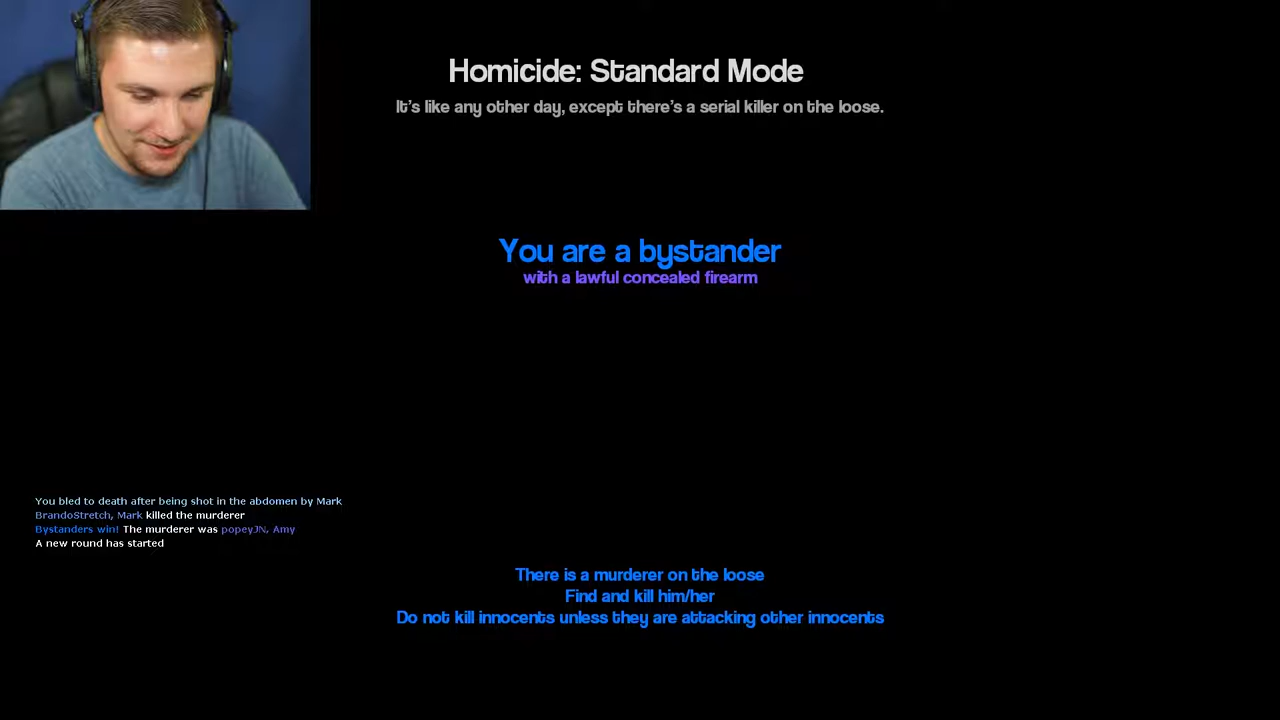 Homicide: Standard Mode
It's like any other day, except there's a serial killer on the loose.
You are a bystander
with a lawful concealed firearm
You bled to death after being shot in the abdomen by Mark
BrandoStretch, Mark killed the murderer
Bystanders win! The murderer was popeyJN, Amy
A new round has started
There is a murderer on the loose
Find and kill him/her
Do not kill innocents unless they are attacking other innocents